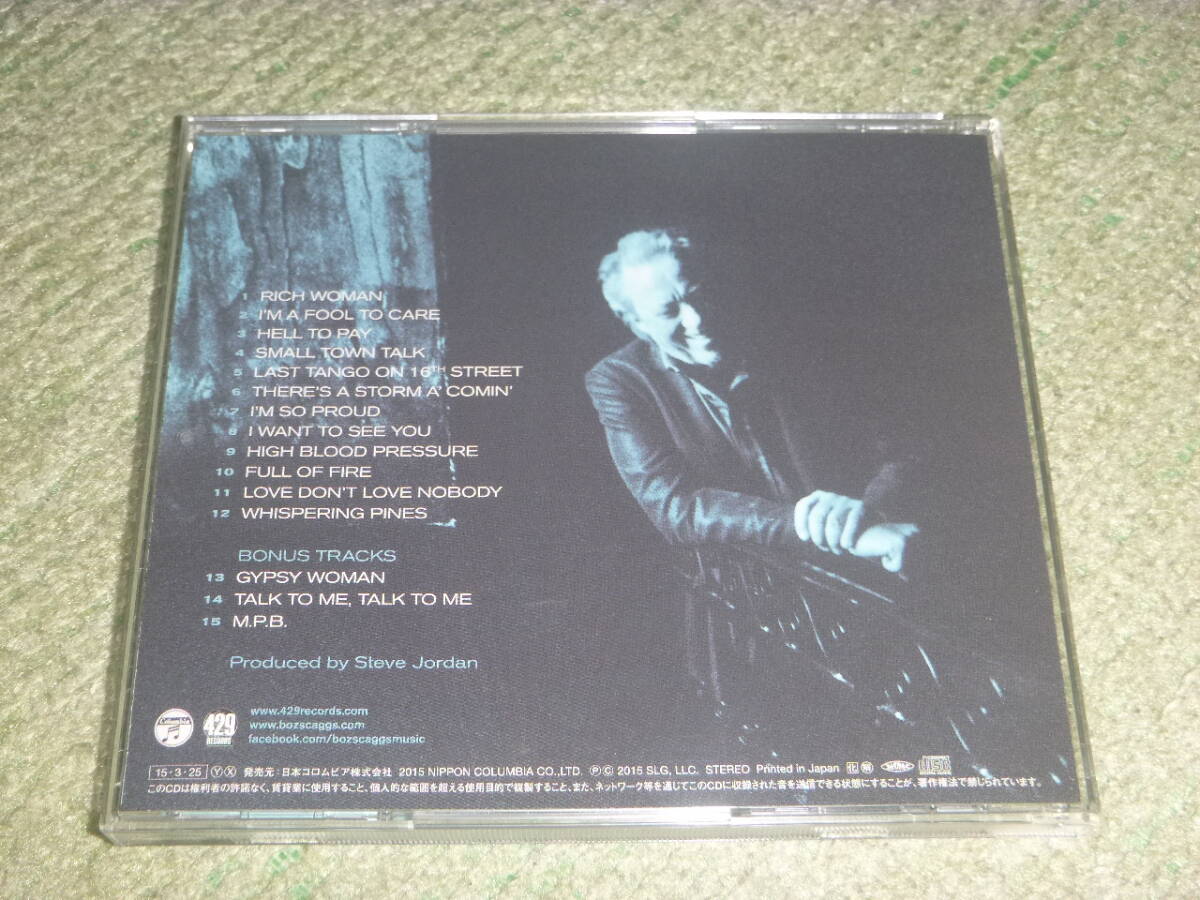 1 RICH WOMAN
2 I'M A FOOL TO CARE
3 HELL TO PAY
4 SMALL TOWN TALK
5 LAST TANGO ON 16TH STREET
6 THERE'S A STORM A' COMIN'
7 I'M SO PROUD
8 I WANT TO SEE YOU
9 HIGH BLOOD PRESSURE
10 FULL OF FIRE
11 LOVE DON'T LOVE NOBODY
12 WHISPERING PINES
BONUS TRACKS
13 GYPSY WOMAN
14 TALK TO ME, TALK TO ME
15 M.P.B.
Produced by Steve Jordan
Columbia
429 RECORDS
www.429records.com
www.bozscaggs.com
facebook.com/bozscaggsmusic
15・3・25 Ⓨ Ⓧ 発売元:日本コロムビア株式会社 2015 NIPPON COLUMBIA CO.,LTD. ℗© 2015 SLG, LLC. STEREO Printed in Japan
このCDは権利者の許諾なく、賃貸業に使用すること、個人的な範囲を超える使用目的で複製すること、また、ネットワーク等を通じてこのCDに収録された音を送信できる状態にすることが、著作権法で禁じられています。